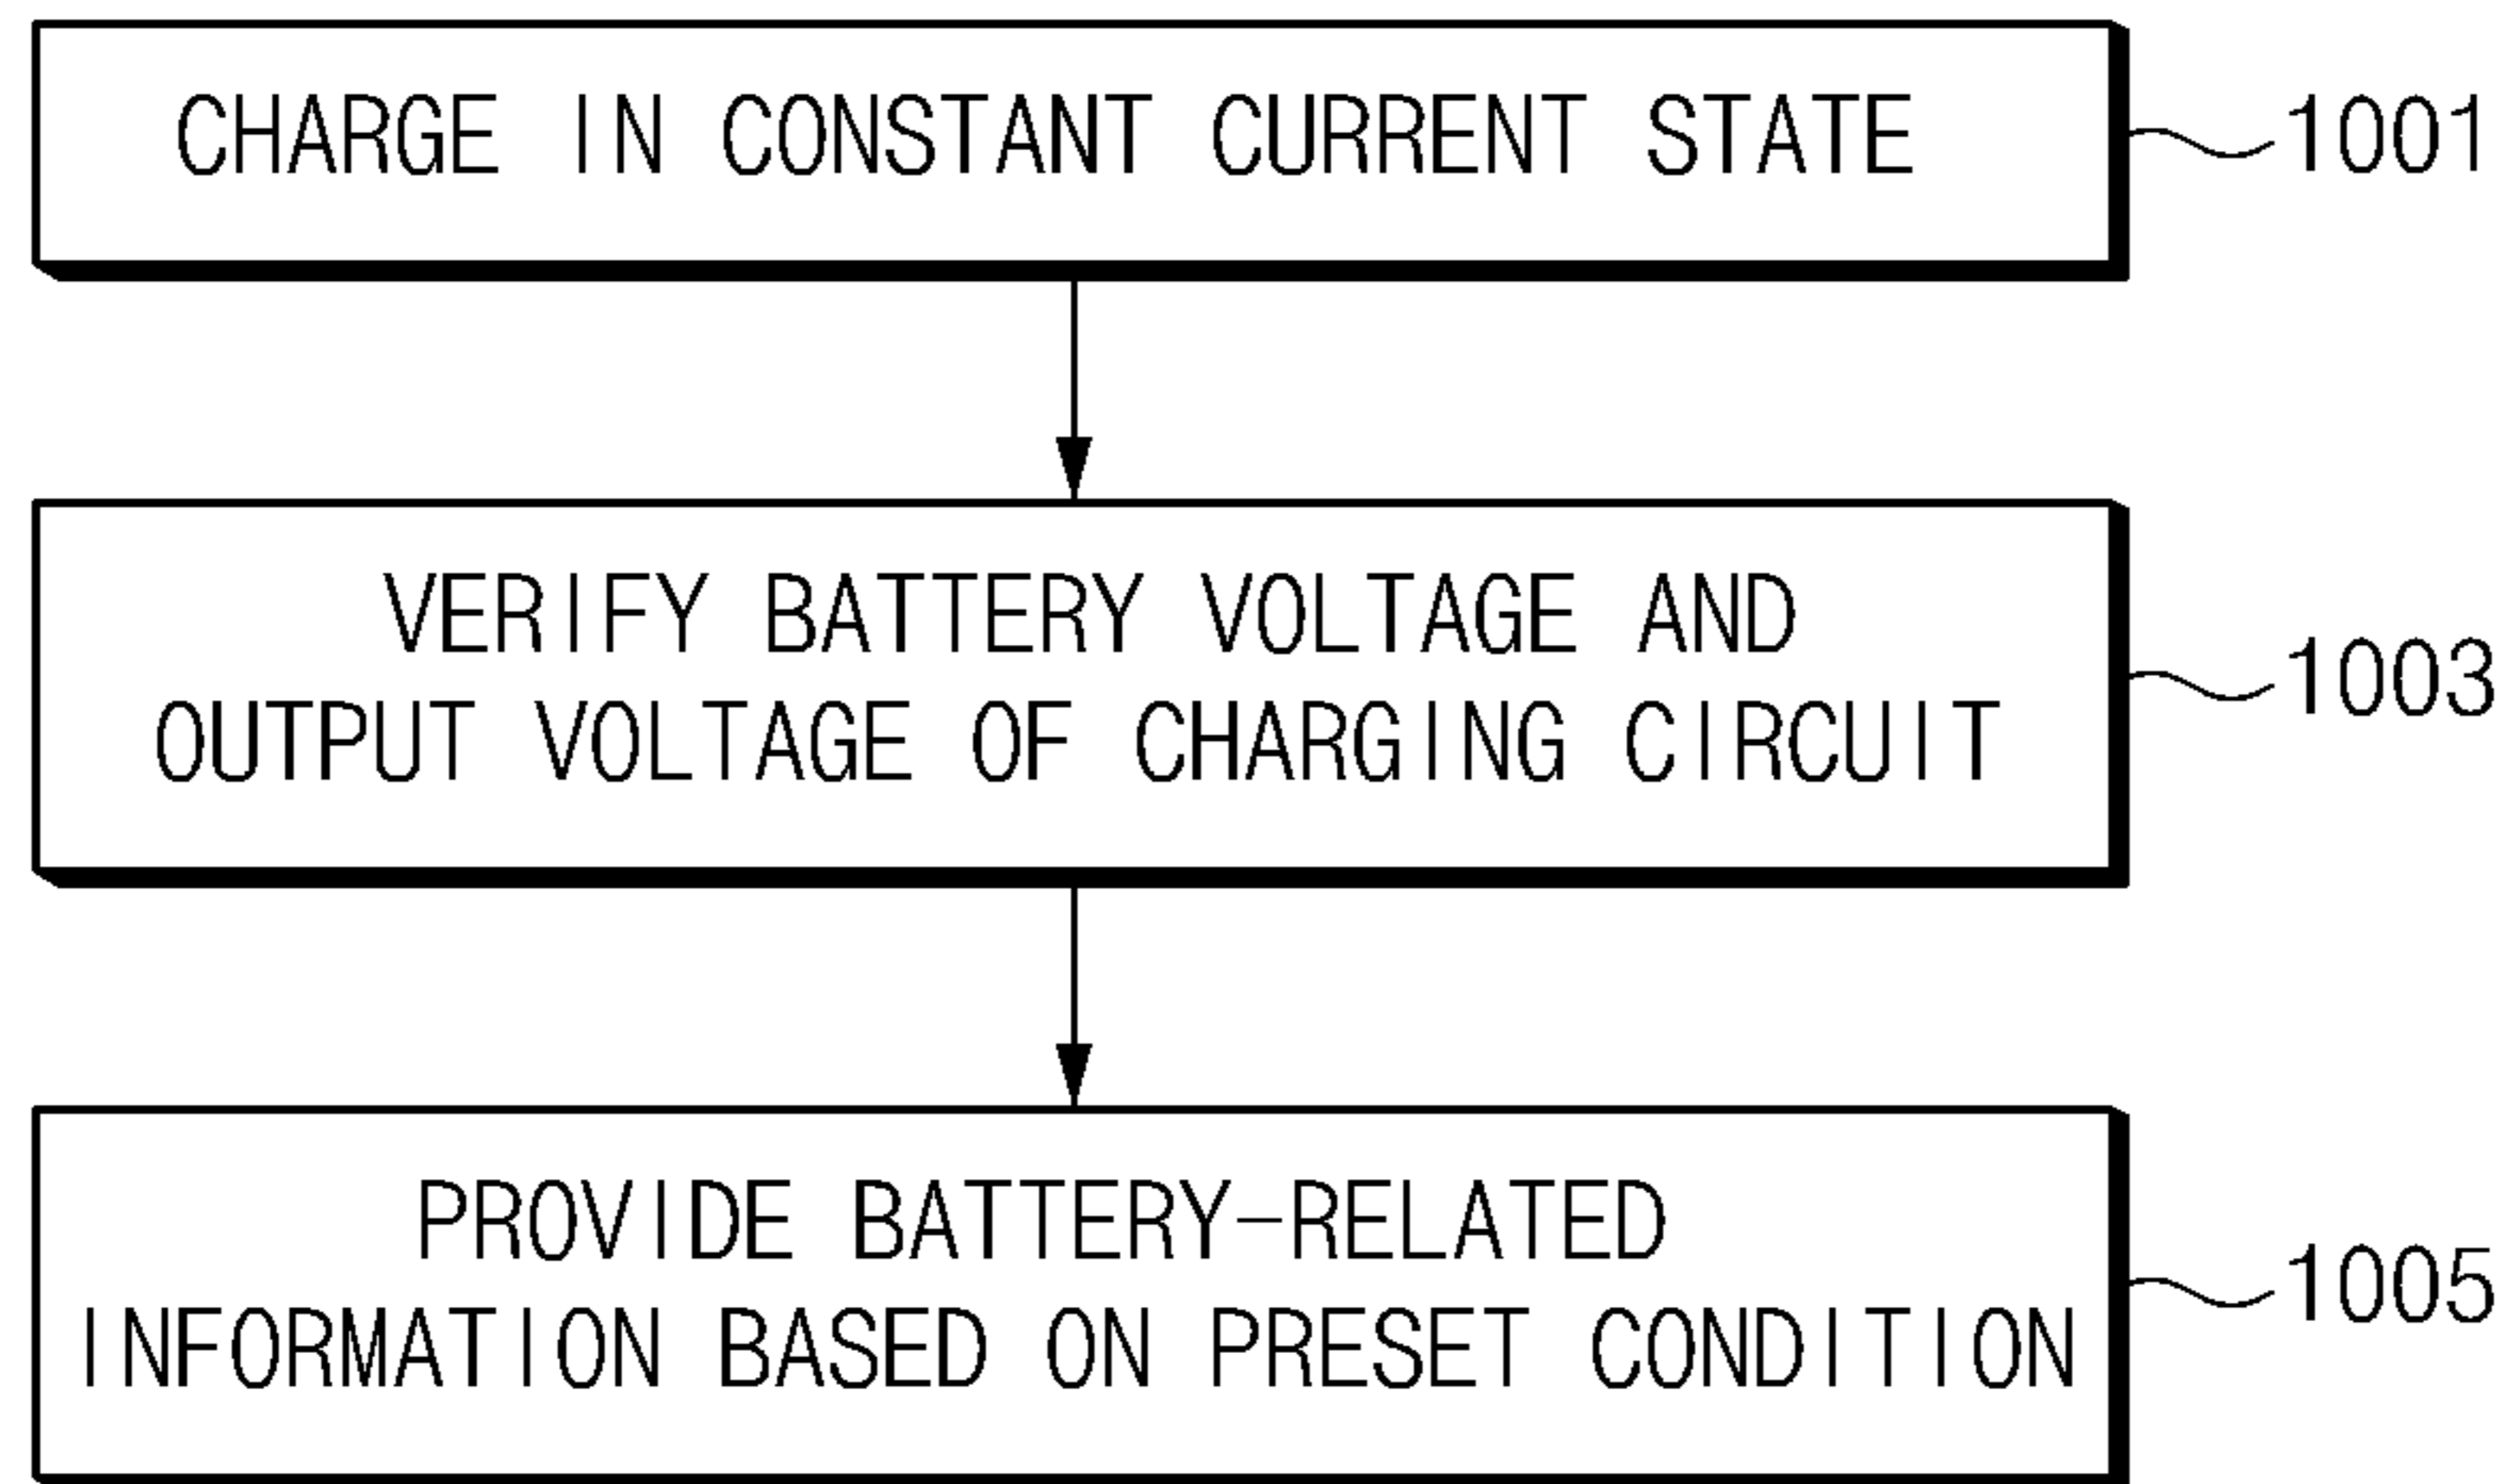 CHARGE IN CONSTANT CURRENT STATE
1001
VERIFY BATTERY VOLTAGE AND
OUTPUT VOLTAGE OF CHARGING CIRCUIT
1003
PROVIDE BATTERY-RELATED
INFORMATION BASED ON PRESET CONDITION
1005